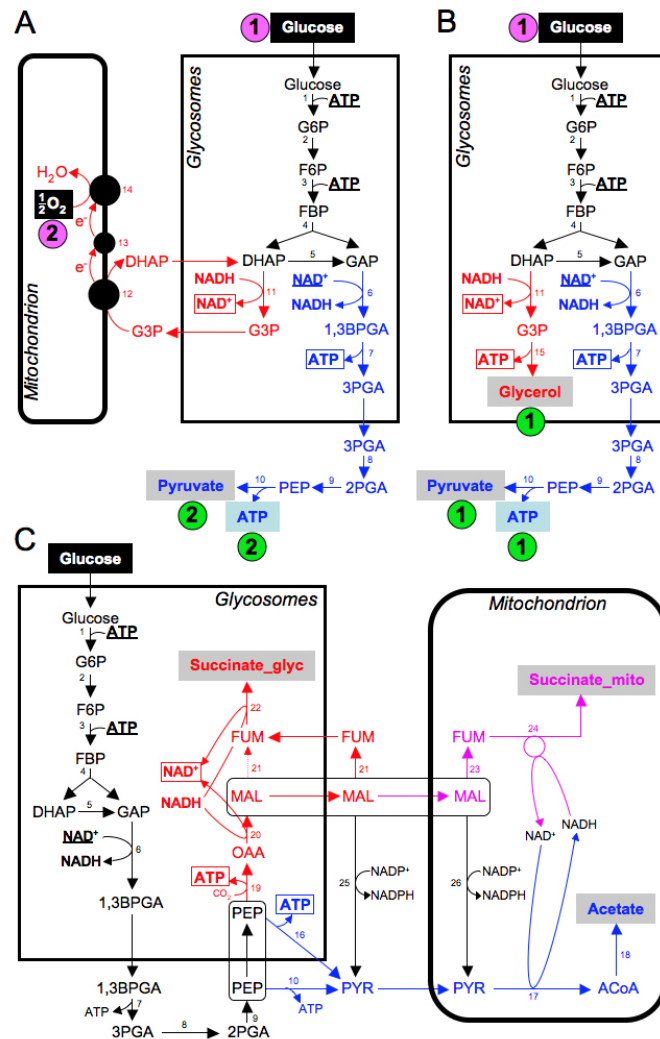 A
1 Glucose
Glycosomes
Glucose
1 ATP
G6P
2
F6P
3 ATP
FBP
4
DHAP 5 GAP
NADH
NAD⁺
11
G3P
NAD⁺
NADH
6
1,3BPGA
ATP 7
3PGA
3PGA
8
2PGA
9
PEP
10
Pyruvate
2
ATP
2
Mitochondrion
H₂O
½O₂
2
14
e⁻
13
e⁻
12
DHAP
G3P
B
1 Glucose
Glycosomes
Glucose
1 ATP
G6P
2
F6P
3 ATP
FBP
4
DHAP 5 GAP
NADH
NAD⁺
11
G3P
ATP 15
Glycerol
1
NAD⁺
NADH
6
1,3BPGA
ATP 7
3PGA
3PGA
8
2PGA
9
PEP
10
Pyruvate
1
ATP
1
C
Glucose
Glycosomes
Glucose
1 ATP
G6P
2
F6P
3 ATP
FBP
4
DHAP 5 GAP
NAD⁺
NADH
6
1,3BPGA
1,3BPGA
ATP 7
3PGA
8
2PGA
9
PEP
PEP
ATP
CO₂ 19
OAA
20
MAL
21
FUM
22
Succinate_glyc
NAD⁺
NADH
ATP
16
10
ATP
PYR
MAL
21
FUM
25
NADP⁺
NADPH
Mitochondrion
MAL
23
FUM
24
Succinate_mito
NAD⁺
NADH
26
NADP⁺
NADPH
PYR
17
ACoA
18
Acetate